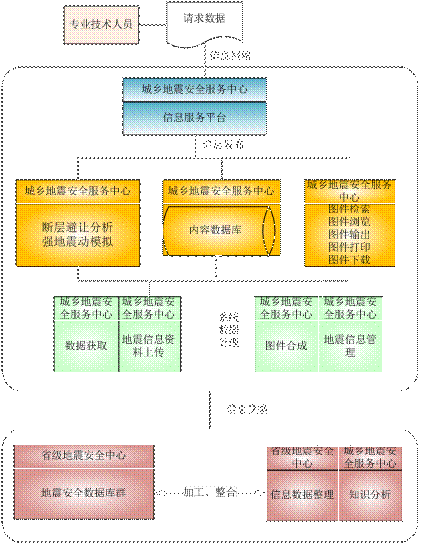 专业技术人员
请求数据
城乡地震安全服务中心
信息服务平台
信息发布
城乡地震安全服务中心
断层避让分析
强地震动模拟
城乡地震安全服务中心
内容数据库
城乡地震安全服务
中心
图件检索
图件浏览
图件输出
图件打印
图件下载
城乡地震安
全服务中心
数据获取
城乡地震安
全服务中心
地震信息资
料上传
系统
数据
城乡地震安
全服务中心
图件合成
城乡地震安
全服务中心
地震信息管
理
省级地震安全中心
地震安全数据库群
加工、整合
省级地震安全
中心
信息数据整理
城乡地震安
全服务中心
知识分析